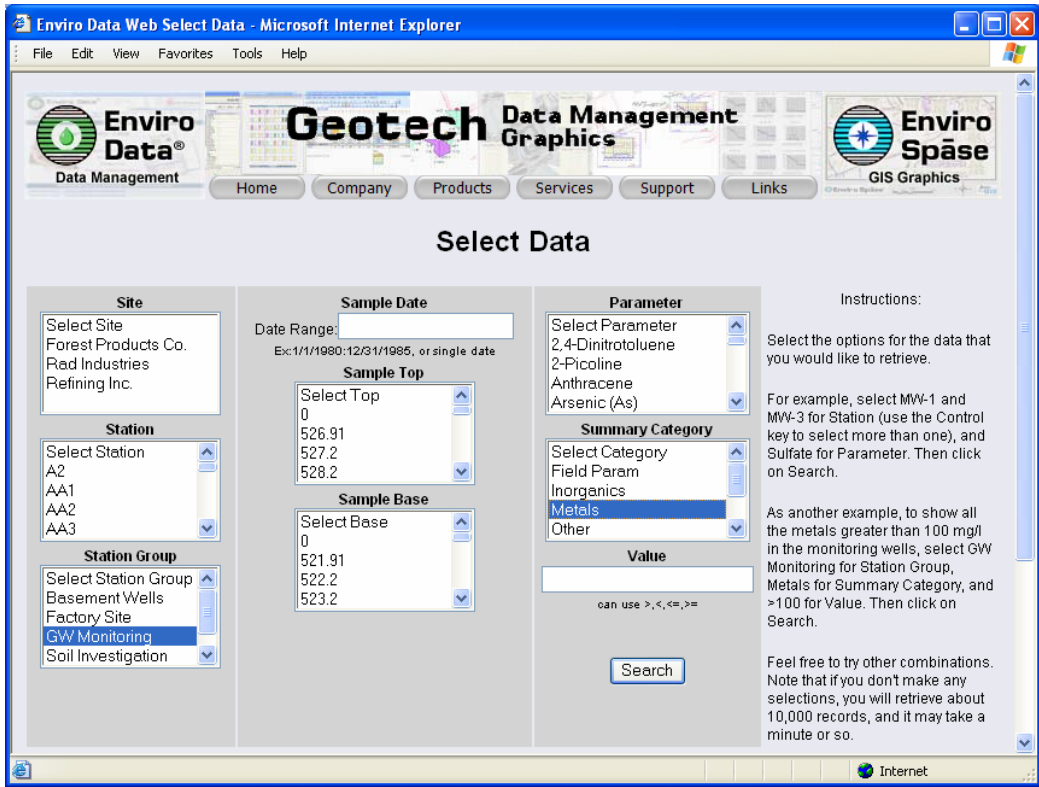 Enviro Data Web Select Data - Microsoft Internet Explorer
File Edit View Favorites Tools Help
Enviro
Data®
Data Management
Geotech Data Management
Graphics
Enviro
Spāse
GIS Graphics
Home Company Products Services Support Links
Select Data
Site
Select Site
Forest Products Co.
Rad Industries
Refining Inc.
Station
Select Station
A2
AA1
AA2
AA3
Station Group
Select Station Group
Basement Wells
Factory Site
GW Monitoring
Soil Investigation
Sample Date
Date Range:
Ex:1/1/1980:12/31/1985, or single date
Sample Top
Select Top
0
526.91
527.2
528.2
Sample Base
Select Base
0
521.91
522.2
523.2
Parameter
Select Parameter
2,4-Dinitrotoluene
2-Picoline
Anthracene
Arsenic (As)
Summary Category
Select Category
Field Param
Inorganics
Metals
Other
Value
can use >,<,<=,>=
Search
Instructions:
Select the options for the data that
you would like to retrieve.
For example, select MW-1 and
MW-3 for Station (use the Control
key to select more than one), and
Sulfate for Parameter. Then click
on Search.
As another example, to show all
the metals greater than 100 mg/l
in the monitoring wells, select GW
Monitoring for Station Group,
Metals for Summary Category, and
>100 for Value. Then click on
Search.
Feel free to try other combinations.
Note that if you don't make any
selections, you will retrieve about
10,000 records, and it may take a
minute or so.
Internet